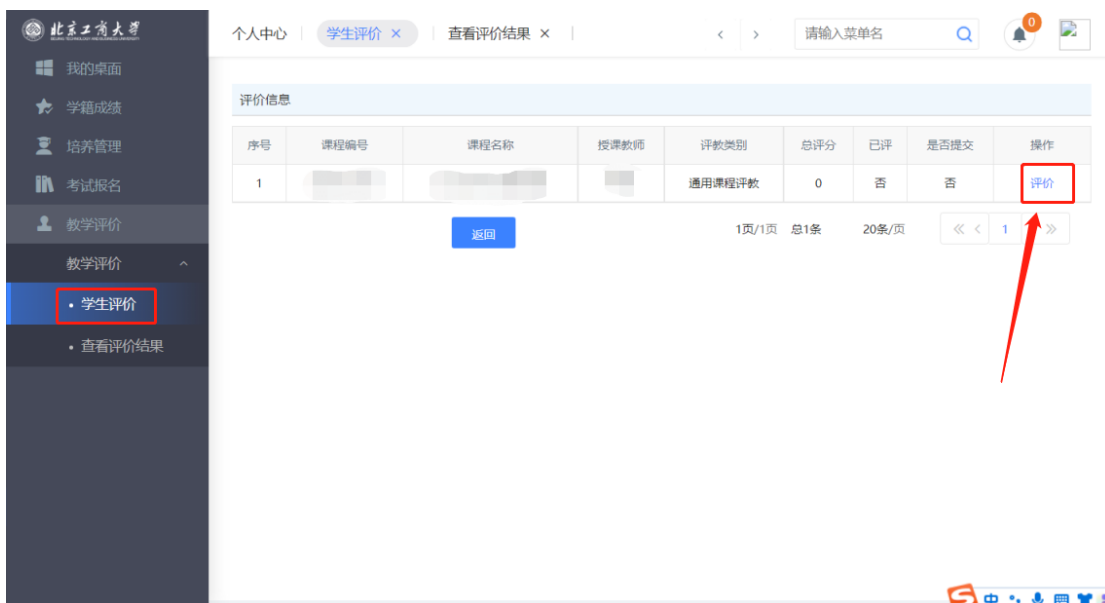 北京工商大学
BEIJING TECHNOLOGY AND BUSINESS UNIVERSITY
个人中心 学生评价 × 查看评价结果 × < > 请输入菜单名 0
我的桌面
学籍成绩
培养管理
考试报名
教学评价
教学评价
• 学生评价
• 查看评价结果
评价信息
序号 课程编号 课程名称 授课教师 评教类别 总评分 已评 是否提交 操作
1 通用课程评教 0 否 否 评价
返回 1页/1页 总1条 20条/页 1
中